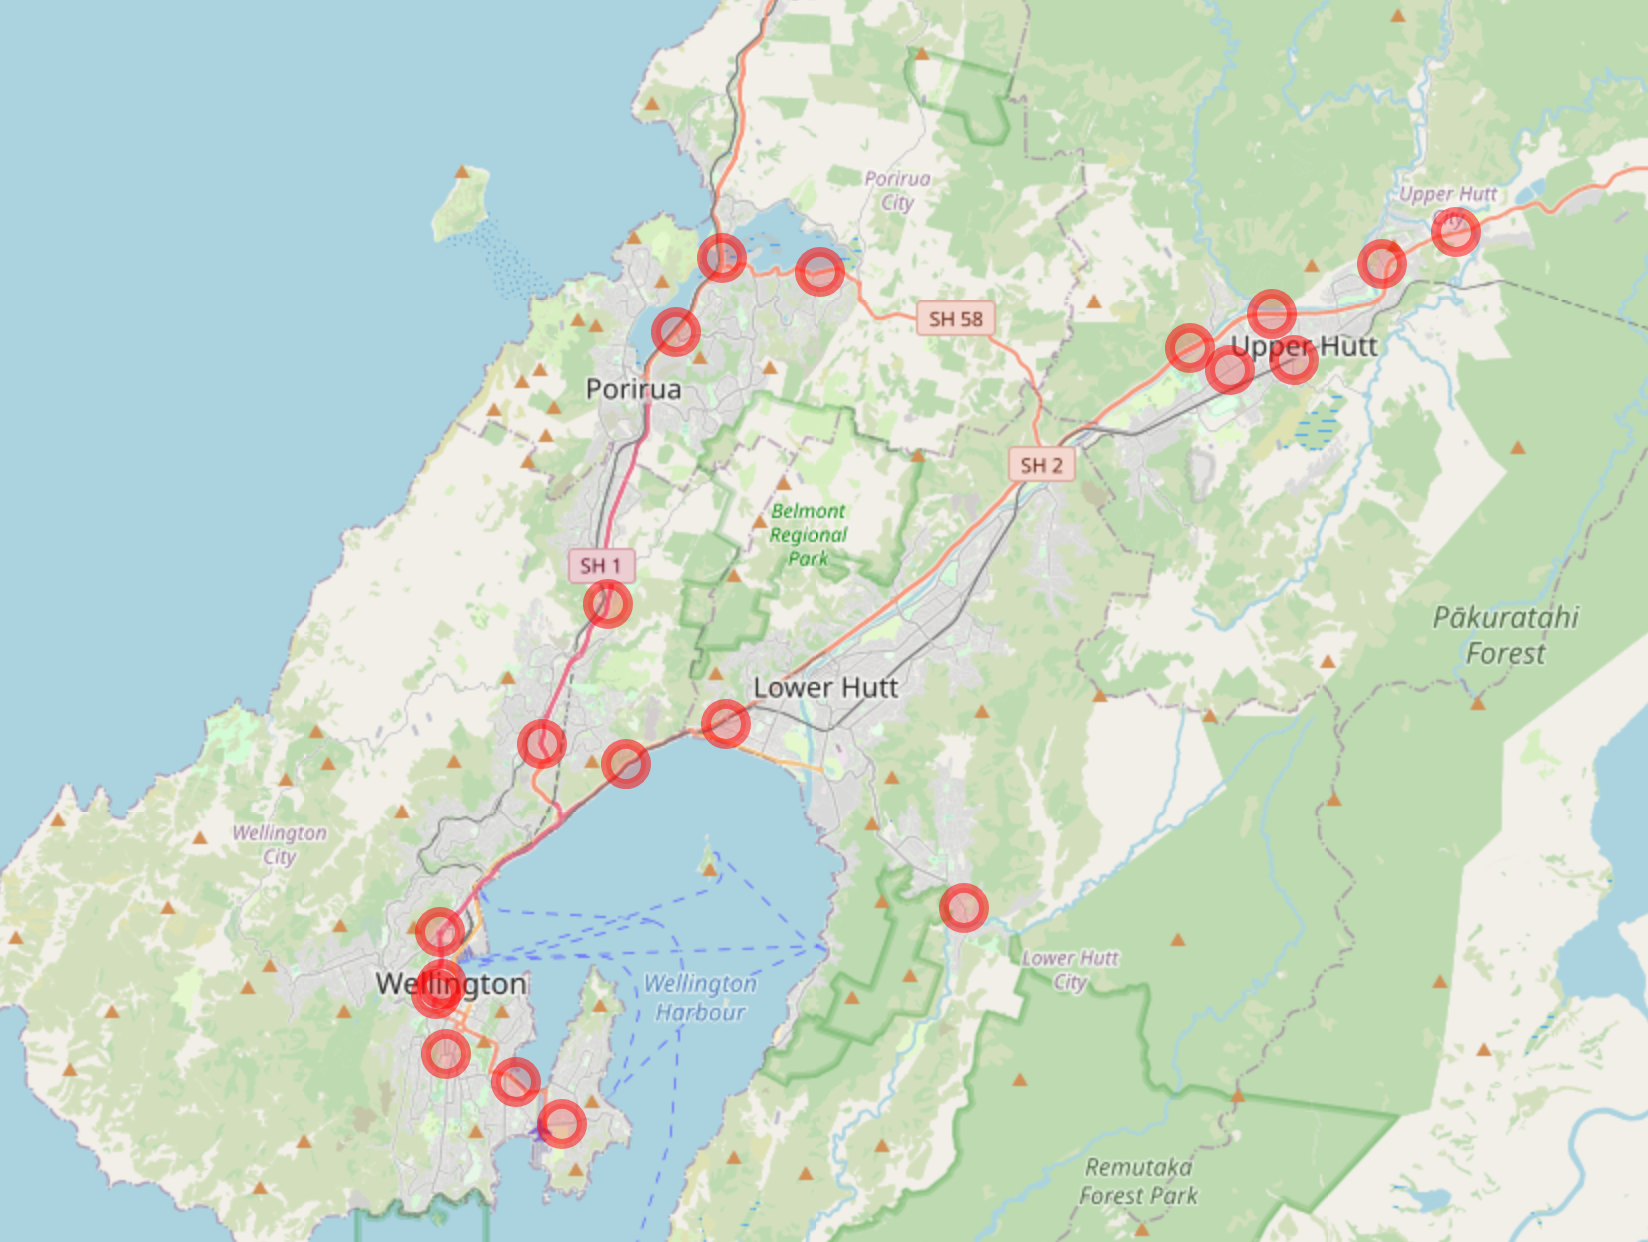 Porirua
City
Upper Hutt
City
SH 58
Upper Hutt
Porirua
SH 2
Belmont
Regional
Park
SH 1
Pākuratahi
Forest
Lower Hutt
Wellington
City
Lower Hutt
City
Wellington
Wellington
Harbour
Remutaka
Forest Park